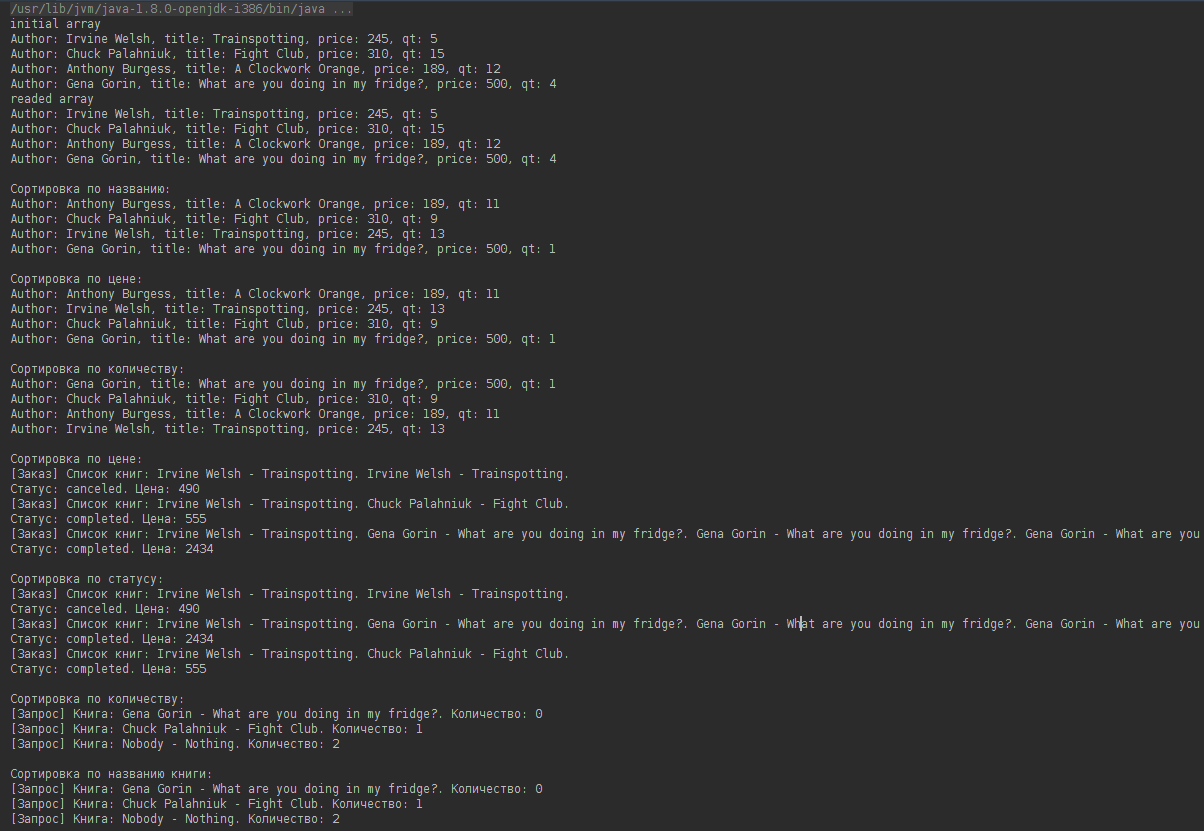 /usr/lib/jvm/java-1.8.0-openjdk-i386/bin/java ...
initial array
Author: Irvine Welsh, title: Trainspotting, price: 245, qt: 5
Author: Chuck Palahniuk, title: Fight Club, price: 310, qt: 15
Author: Anthony Burgess, title: A Clockwork Orange, price: 189, qt: 12
Author: Gena Gorin, title: What are you doing in my fridge?, price: 500, qt: 4
readed array
Author: Irvine Welsh, title: Trainspotting, price: 245, qt: 5
Author: Chuck Palahniuk, title: Fight Club, price: 310, qt: 15
Author: Anthony Burgess, title: A Clockwork Orange, price: 189, qt: 12
Author: Gena Gorin, title: What are you doing in my fridge?, price: 500, qt: 4
Сортировка по названию:
Author: Anthony Burgess, title: A Clockwork Orange, price: 189, qt: 11
Author: Chuck Palahniuk, title: Fight Club, price: 310, qt: 9
Author: Irvine Welsh, title: Trainspotting, price: 245, qt: 13
Author: Gena Gorin, title: What are you doing in my fridge?, price: 500, qt: 1
Сортировка по цене:
Author: Anthony Burgess, title: A Clockwork Orange, price: 189, qt: 11
Author: Irvine Welsh, title: Trainspotting, price: 245, qt: 13
Author: Chuck Palahniuk, title: Fight Club, price: 310, qt: 9
Author: Gena Gorin, title: What are you doing in my fridge?, price: 500, qt: 1
Сортировка по количеству:
Author: Gena Gorin, title: What are you doing in my fridge?, price: 500, qt: 1
Author: Chuck Palahniuk, title: Fight Club, price: 310, qt: 9
Author: Anthony Burgess, title: A Clockwork Orange, price: 189, qt: 11
Author: Irvine Welsh, title: Trainspotting, price: 245, qt: 13
Сортировка по цене:
[Заказ] Список книг: Irvine Welsh - Trainspotting. Irvine Welsh - Trainspotting.
Статус: canceled. Цена: 490
[Заказ] Список книг: Irvine Welsh - Trainspotting. Chuck Palahniuk - Fight Club.
Статус: completed. Цена: 555
[Заказ] Список книг: Irvine Welsh - Trainspotting. Gena Gorin - What are you doing in my fridge?. Gena Gorin - What are you doing in my fridge?. Gena Gorin - What are you
Статус: completed. Цена: 2434
Сортировка по статусу:
[Заказ] Список книг: Irvine Welsh - Trainspotting. Irvine Welsh - Trainspotting.
Статус: canceled. Цена: 490
[Заказ] Список книг: Irvine Welsh - Trainspotting. Gena Gorin - What are you doing in my fridge?. Gena Gorin - What are you doing in my fridge?. Gena Gorin - What are you
Статус: completed. Цена: 2434
[Заказ] Список книг: Irvine Welsh - Trainspotting. Chuck Palahniuk - Fight Club.
Статус: completed. Цена: 555
Сортировка по количеству:
[Запрос] Книга: Gena Gorin - What are you doing in my fridge?. Количество: 0
[Запрос] Книга: Chuck Palahniuk - Fight Club. Количество: 1
[Запрос] Книга: Nobody - Nothing. Количество: 2
Сортировка по названию книги:
[Запрос] Книга: Gena Gorin - What are you doing in my fridge?. Количество: 0
[Запрос] Книга: Chuck Palahniuk - Fight Club. Количество: 1
[Запрос] Книга: Nobody - Nothing. Количество: 2